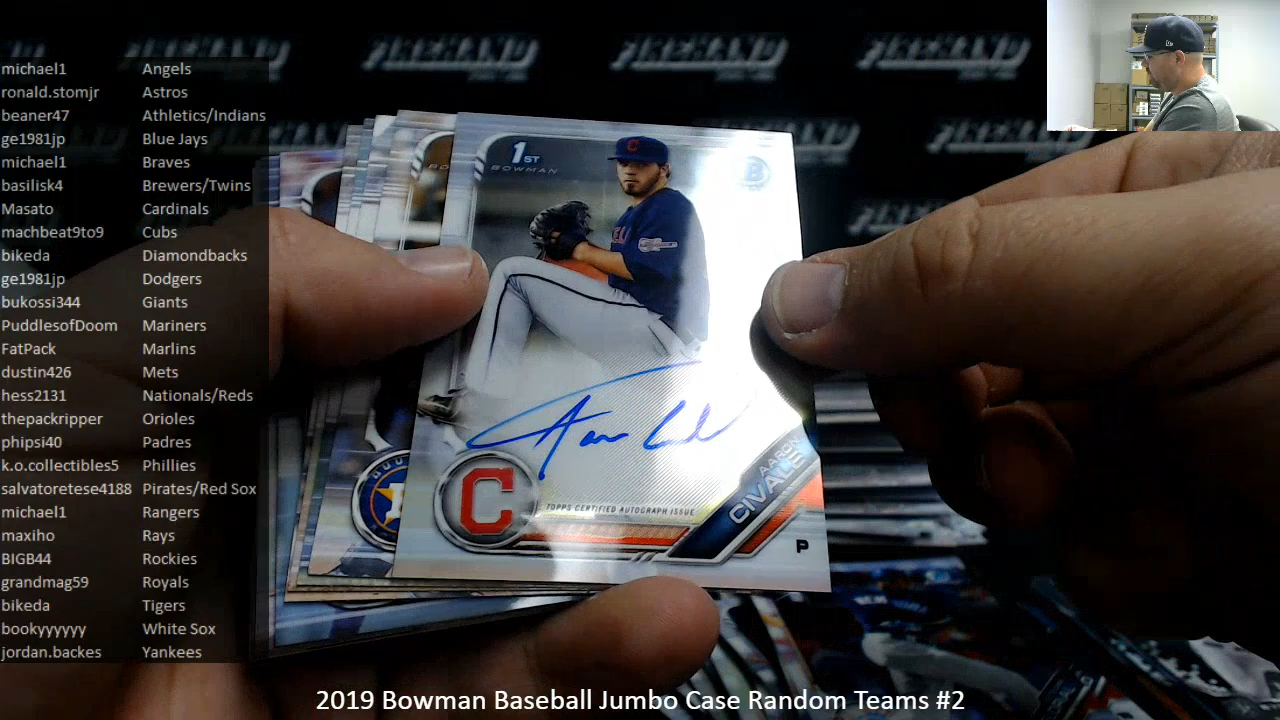 michael1 Angels
ronald.stomjr Astros
beaner47 Athletics/Indians
ge1981jp Blue Jays
michael1 Braves
basilisk4 Brewers/Twins
Masato Cardinals
machbeat9to9 Cubs
bikeda Diamondbacks
ge1981jp Dodgers
bukossi344 Giants
PuddlesofDoom Mariners
FatPack Marlins
dustin426 Mets
hess2131 Nationals/Reds
thepackripper Orioles
phipsi40 Padres
k.o.collectibles5 Phillies
salvatoretese4188 Pirates/Red Sox
michael1 Rangers
maxiho Rays
BIGB44 Rockies
grandmag59 Royals
bikeda Tigers
bookyyyyyy White Sox
jordan.backes Yankees
1ST
BOWMAN
B
C
C
TOPPS CERTIFIED AUTOGRAPH ISSUE
AARON
CIVALE
P
2019 Bowman Baseball Jumbo Case Random Teams #2